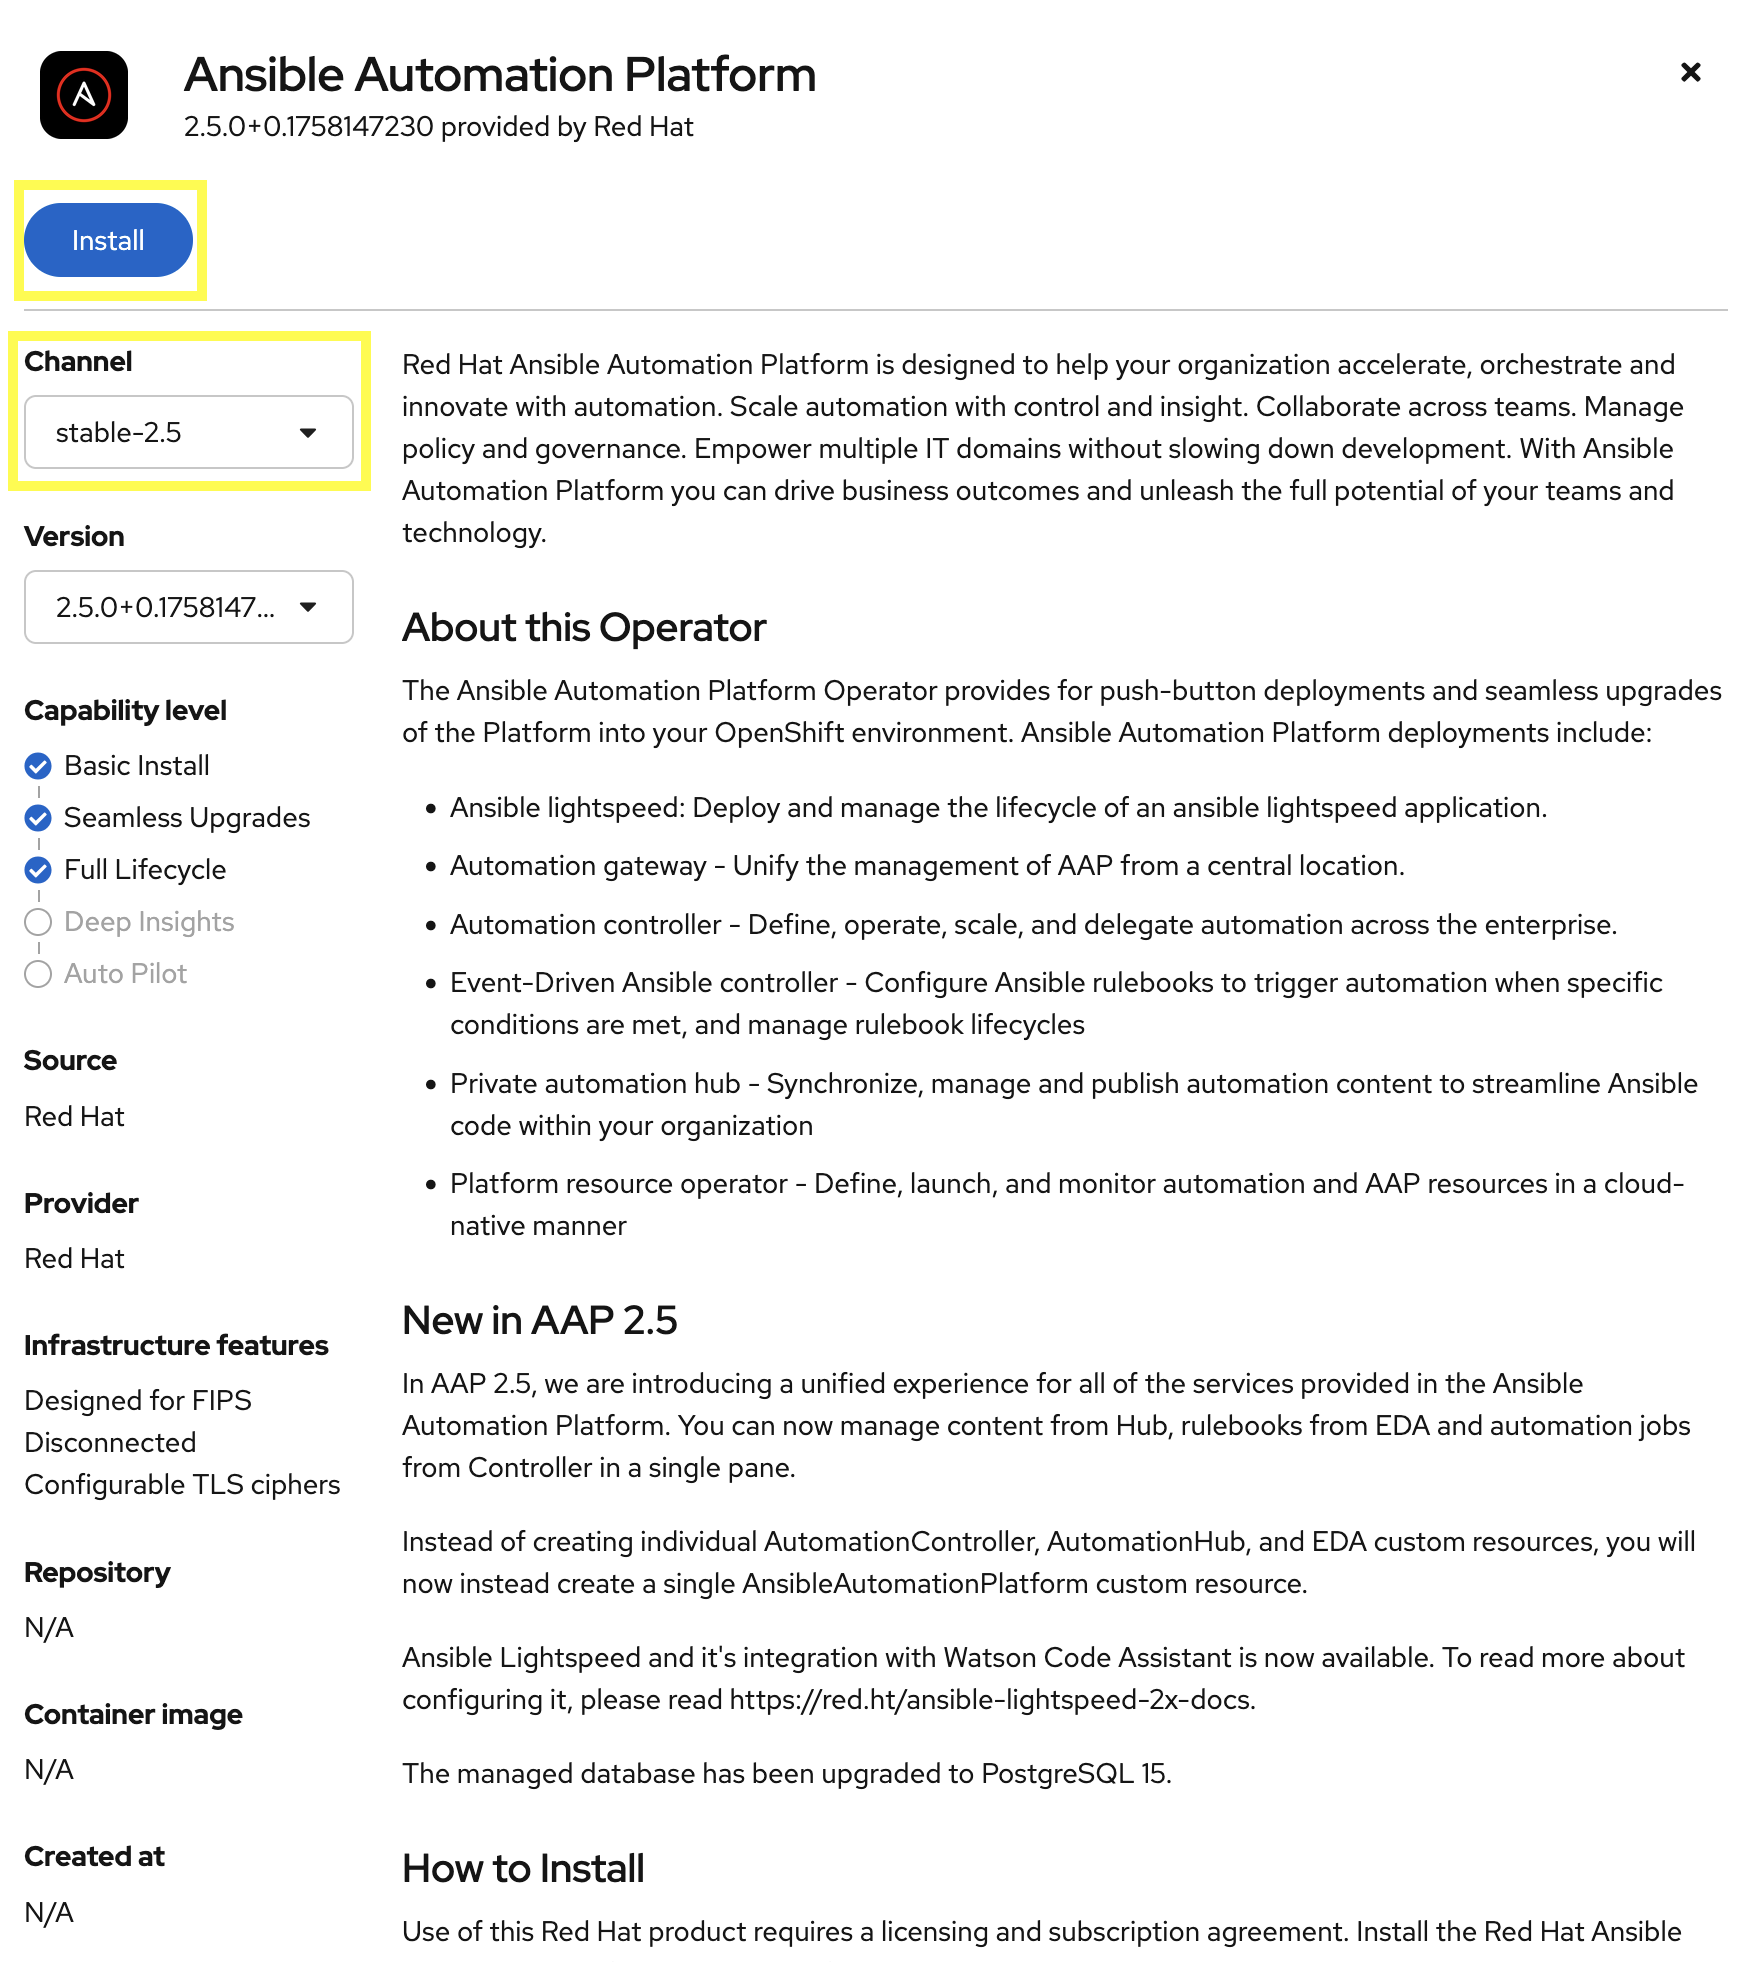 Ansible Automation Platform
2.5.0+0.1758147230 provided by Red Hat
Install
Channel
stable-2.5
Version
2.5.0+0.1758147...
Capability level
Basic Install
Seamless Upgrades
Full Lifecycle
Deep Insights
Auto Pilot
Source
Red Hat
Provider
Red Hat
Infrastructure features
Designed for FIPS
Disconnected
Configurable TLS ciphers
Repository
N/A
Container image
N/A
Created at
N/A
Red Hat Ansible Automation Platform is designed to help your organization accelerate, orchestrate and
innovate with automation. Scale automation with control and insight. Collaborate across teams. Manage
policy and governance. Empower multiple IT domains without slowing down development. With Ansible
Automation Platform you can drive business outcomes and unleash the full potential of your teams and
technology.
About this Operator
The Ansible Automation Platform Operator provides for push-button deployments and seamless upgrades
of the Platform into your OpenShift environment. Ansible Automation Platform deployments include:
• Ansible lightspeed: Deploy and manage the lifecycle of an ansible lightspeed application.
• Automation gateway - Unify the management of AAP from a central location.
• Automation controller - Define, operate, scale, and delegate automation across the enterprise.
• Event-Driven Ansible controller - Configure Ansible rulebooks to trigger automation when specific
conditions are met, and manage rulebook lifecycles
• Private automation hub - Synchronize, manage and publish automation content to streamline Ansible
code within your organization
• Platform resource operator - Define, launch, and monitor automation and AAP resources in a cloud-
native manner
New in AAP 2.5
In AAP 2.5, we are introducing a unified experience for all of the services provided in the Ansible
Automation Platform. You can now manage content from Hub, rulebooks from EDA and automation jobs
from Controller in a single pane.
Instead of creating individual AutomationController, AutomationHub, and EDA custom resources, you will
now instead create a single AnsibleAutomationPlatform custom resource.
Ansible Lightspeed and it's integration with Watson Code Assistant is now available. To read more about
configuring it, please read https://red.ht/ansible-lightspeed-2x-docs.
The managed database has been upgraded to PostgreSQL 15.
How to Install
Use of this Red Hat product requires a licensing and subscription agreement. Install the Red Hat Ansible